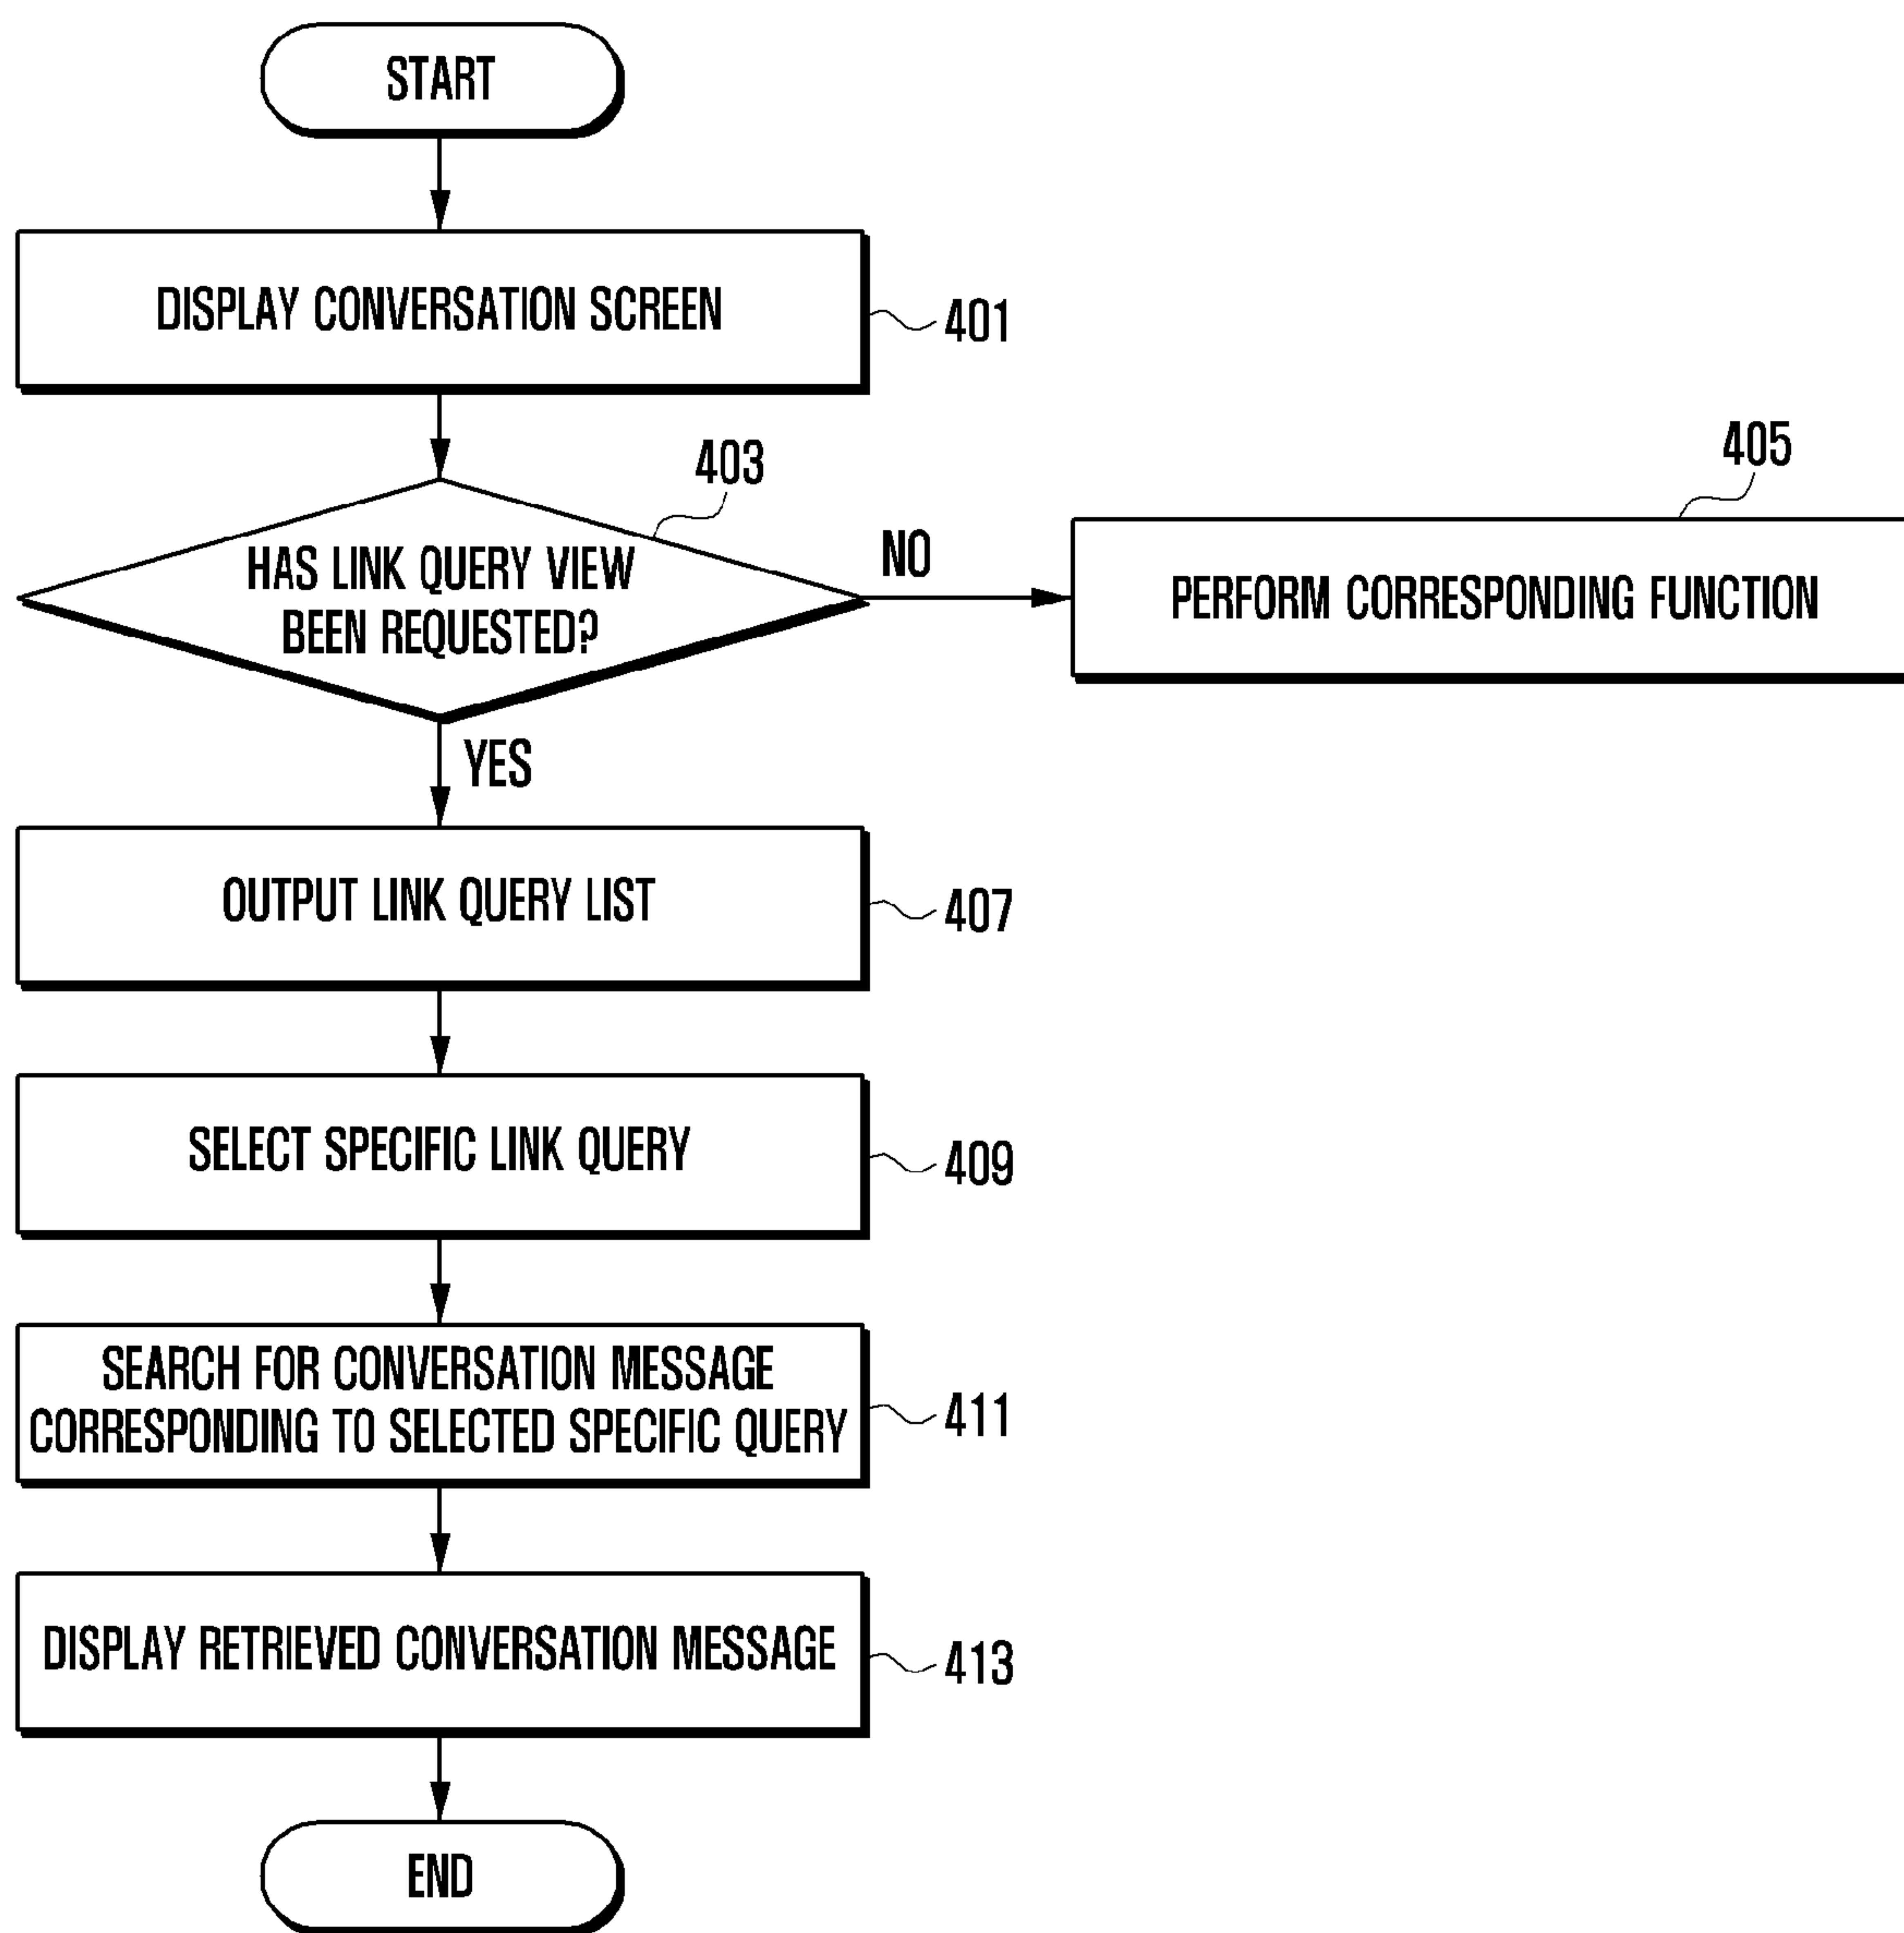 START
DISPLAY CONVERSATION SCREEN
401
403
405
HAS LINK QUERY VIEW
BEEN REQUESTED?
NO
PERFORM CORRESPONDING FUNCTION
YES
OUTPUT LINK QUERY LIST
407
SELECT SPECIFIC LINK QUERY
409
SEARCH FOR CONVERSATION MESSAGE
CORRESPONDING TO SELECTED SPECIFIC QUERY
411
DISPLAY RETRIEVED CONVERSATION MESSAGE
413
END